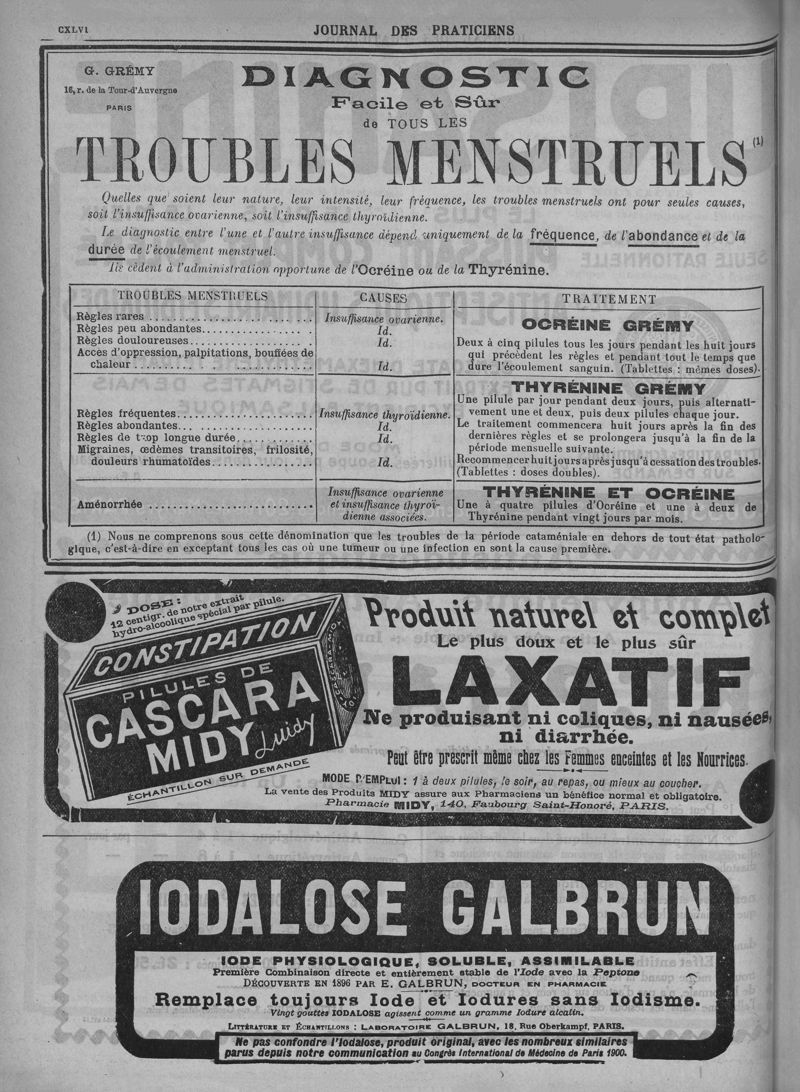 CXLVI
JOURNAL DES PRATICIENS
G. GRÉMY
16, r. de la Tour-d'Auvergne
PARIS
DIAGNOSTIC
Facile et Sûr
de TOUS LES
TROUBLES MENSTRUELS (1)
Quelles que soient leur nature, leur intensité, leur fréquence, les troubles menstruels ont pour seules causes,
soit l'insuffisance ovarienne, soit l'insuffisance thyroïdienne.
Le diagnostic entre l'une et l'autre insuffisance dépend uniquement de la fréquence, de l'abondance et de la
durée de l'écoulement menstruel.
Ils cèdent à l'administration opportune de l'Ocréine ou de la Thyrénine.
TROUBLES MENSTRUELS
CAUSES
TRAITEMENT
Règles rares
Insuffisance ovarienne.
Règles peu abondantes
Id.
Règles douloureuses
Id.
Accès d'oppression, palpitations, bouffées de
chaleur
Id.
OCRÉINE GRÉMY
Deux à cinq pilules tous les jours pendant les huit jours
qui précèdent les règles et pendant tout le temps que
dure l'écoulement sanguin. (Tablettes : mêmes doses).
Règles fréquentes
Insuffisance thyroïdienne.
Règles abondantes
Id.
Règles de trop longue durée
Id.
Migraines, œdèmes transitoires, frilosité,
douleurs rhumatoïdes
Id.
THYRÉNINE GRÉMY
Une pilule par jour pendant deux jours, puis alternati-
vement une et deux, puis deux pilules chaque jour.
Le traitement commencera huit jours après la fin des
dernières règles et se prolongera jusqu'à la fin de la
période mensuelle suivante.
Recommencer huit jours après jusqu'à cessation des troubles.
(Tablettes : doses doubles).
Aménorrhée
Insuffisance ovarienne
et insuffisance thyroï-
dienne associées.
THYRÉNINE ET OCRÉINE
Une à quatre pilules d'Ocréine et une à deux de
Thyrénine pendant vingt jours par mois.
(1) Nous ne comprenons sous cette dénomination que les troubles de la période cataméniale en dehors de tout état patholo-
gique, c'est-à-dire en exceptant tous les cas où une tumeur ou une infection en sont la cause première.
DOSE :
12 centigr. de notre extrait
hydro-alcoolique spécial par pilule.
CONSTIPATION
PILULES DE
CASCARA
MIDY
Luidy
ÉCHANTILLON SUR DEMANDE
Produit naturel et complet
Le plus doux et le plus sûr
LAXATIF
Ne produisant ni coliques, ni nausées,
ni diarrhée.
Peut être prescrit même chez les Femmes enceintes et les Nourrices.
MODE D'EMPLOI : 1 à deux pilules, le soir, au repas, ou mieux au coucher.
La vente des Produits MIDY assure aux Pharmaciens un bénéfice normal et obligatoire.
Pharmacie MIDY, 140, Faubourg Saint-Honoré, PARIS.
IODALOSE GALBRUN
IODE PHYSIOLOGIQUE, SOLUBLE, ASSIMILABLE
Première Combinaison directe et entièrement stable de l'Iode avec la Peptone
DÉCOUVERTE EN 1896 PAR E. GALBRUN, DOCTEUR EN PHARMACIE
Remplace toujours Iode et Iodures sans Iodisme.
Vingt gouttes IODALOSE agissent comme un gramme Iodure alcalin.
LITTÉRATURE ET ÉCHANTILLONS : LABORATOIRE GALBRUN, 18, Rue Oberkampf, PARIS.
Ne pas confondre l'Iodalose, produit original, avec les nombreux similaires
parus depuis notre communication au Congrès International de Médecine de Paris 1900.